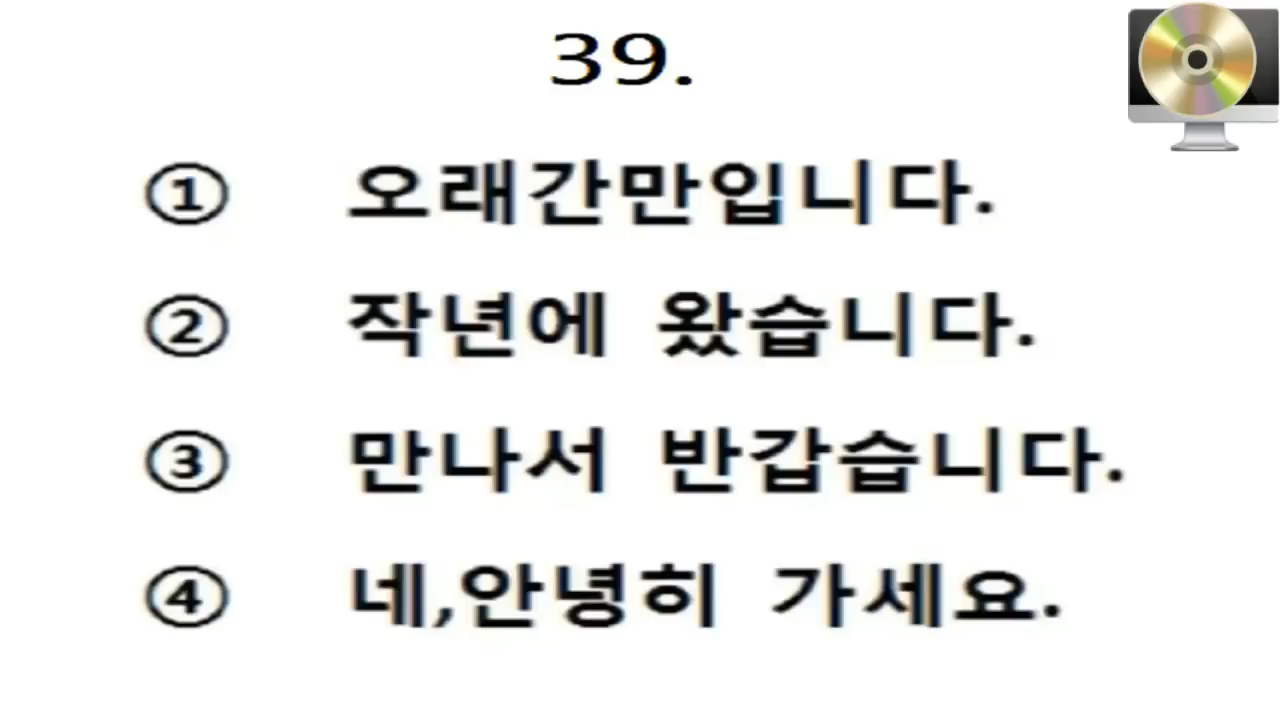 39.
① 오래간만입니다.
② 작년에 왔습니다.
③ 만나서 반갑습니다.
④ 네,안녕히 가세요.